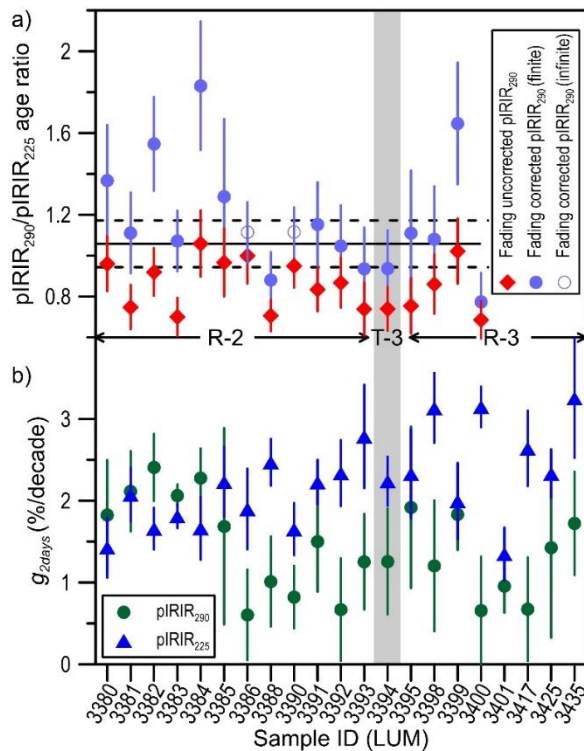 a)
2
1.6
1.2
0.8
pIRIR290/pIRIR225 age ratio
Fading uncorrected pIRIR290
Fading corrected pIRIR290 (finite)
Fading corrected pIRIR290 (infinite)
R-2
T-3
R-3
b)
3
2
1
0
g2days (%/decade)
pIRIR290
pIRIR225
3380
3381
3382
3383
3384
3385
3386
3388
3390
3391
3392
3393
3394
3395
3398
3399
3400
3401
3417
3425
3435
Sample ID (LUM)